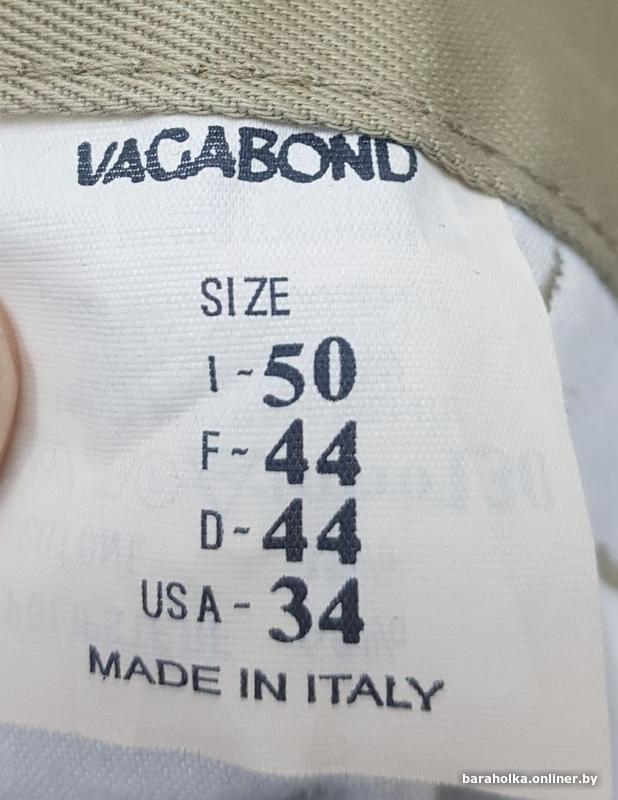 VAGABOND
SIZE
I - 50
F - 44
D - 44
USA - 34
MADE IN ITALY
baraholka.onliner.by